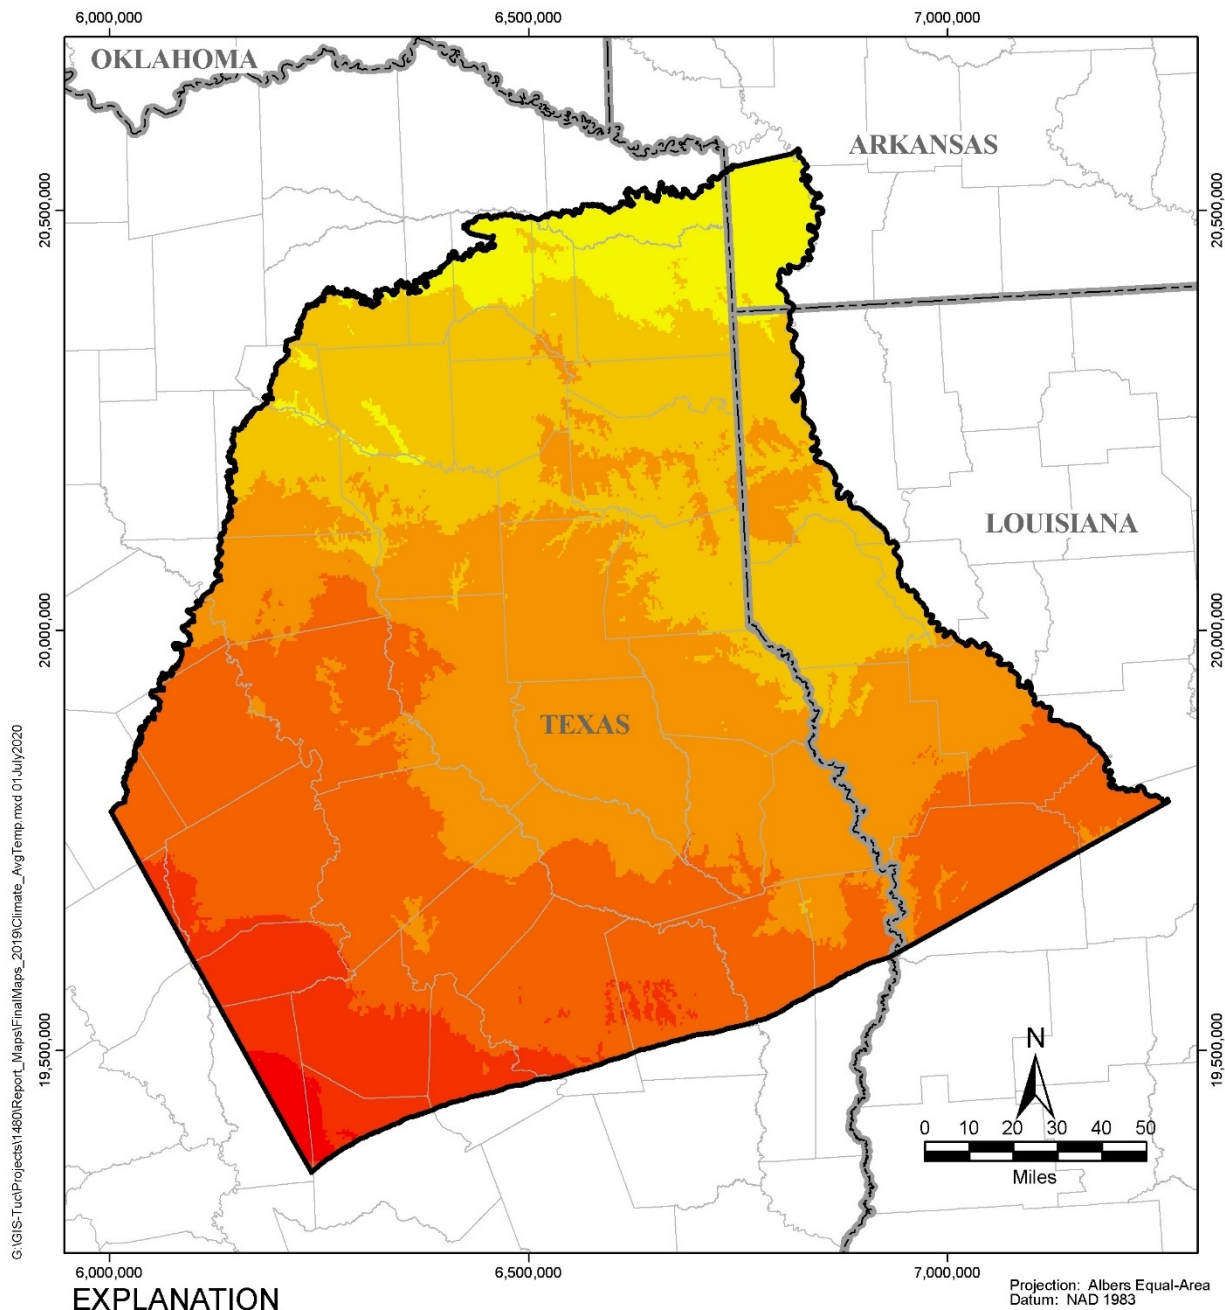 6,000,000 6,500,000 7,000,000
OKLAHOMA
ARKANSAS
20,500,000 20,500,000
LOUISIANA
20,000,000 20,000,000
TEXAS
G:\GIS-Tuc\Projects\1480\Report_Maps\FinalMaps_2019\Climate_AvgTemp.mxd 01July2020
19,500,000 19,500,000
N
0 10 20 30 40 50
Miles
6,000,000 6,500,000 7,000,000
EXPLANATION
Projection: Albers Equal-Area
Datum: NAD 1983